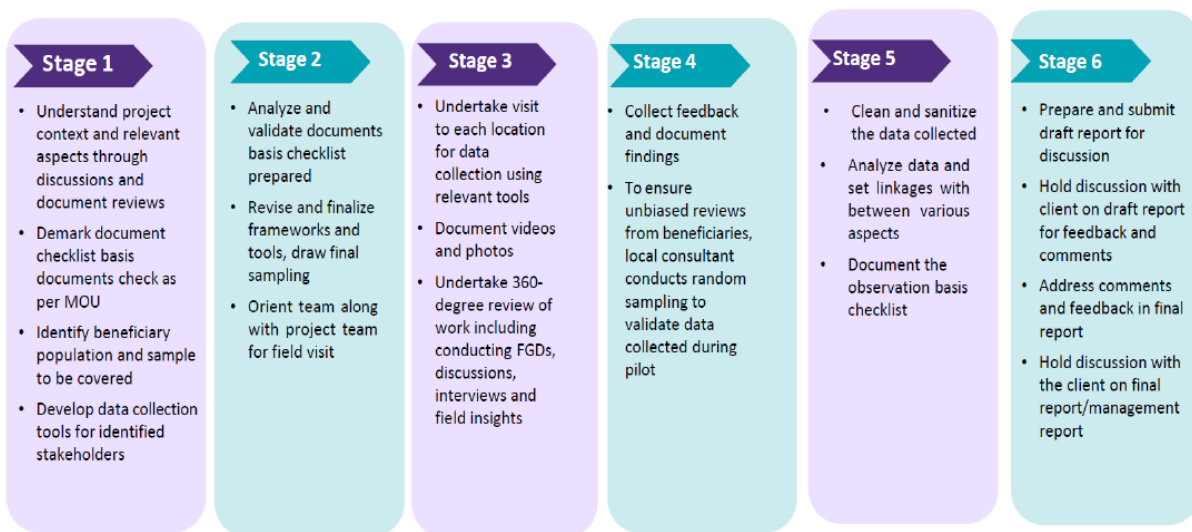 Stage 1
• Understand project
context and relevant
aspects through
discussions and
document reviews
• Demark document
checklist basis
documents check as
per MOU
• Identify beneficiary
population and sample
to be covered
• Develop data collection
tools for identified
stakeholders
Stage 2
• Analyze and
validate documents
basis checklist
prepared
• Revise and finalize
frameworks and
tools, draw final
sampling
• Orient team along
with project team
for field visit
Stage 3
• Undertake visit
to each location
for data
collection using
relevant tools
• Document videos
and photos
• Undertake 360-
degree review of
work including
conducting FGDs,
discussions,
interviews and
field insights
Stage 4
• Collect feedback
and document
findings
• To ensure
unbiased reviews
from beneficiaries,
local consultant
conducts random
sampling to
validate data
collected during
pilot
Stage 5
• Clean and sanitize
the data collected
• Analyze data and
set linkages with
between various
aspects
• Document the
observation basis
checklist
Stage 6
• Prepare and submit
draft report for
discussion
• Hold discussion with
client on draft report
for feedback and
comments
• Address comments
and feedback in final
report
• Hold discussion with
the client on final
report/management
report